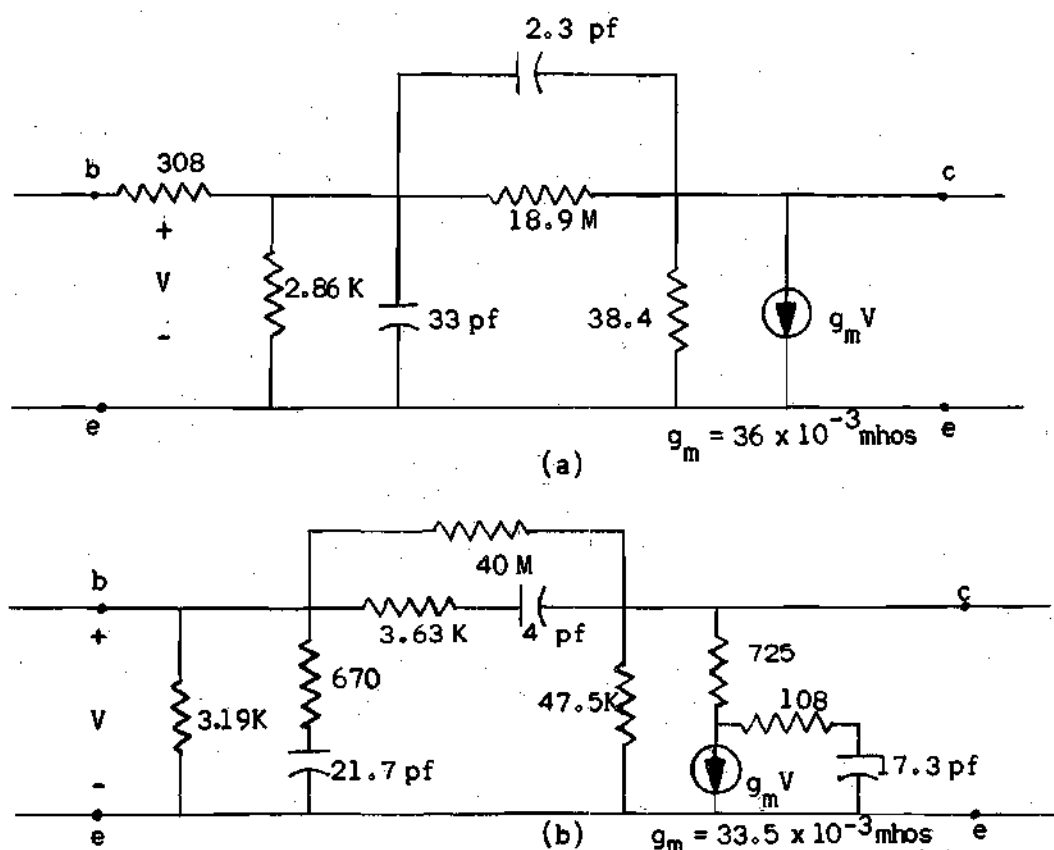 2.3 pf
b
308
c
18.9 M
+
V
-
2.86 K
33 pf
38.4
g_m V
e
g_m = 36 x 10^-3 mhos
e
(a)
40 M
b
c
3.63 K
4 pf
+
V
-
725
670
108
3.19K
47.5K
21.7 pf
g_m V
17.3 pf
e
(b)
g_m = 33.5 x 10^-3 mhos
e